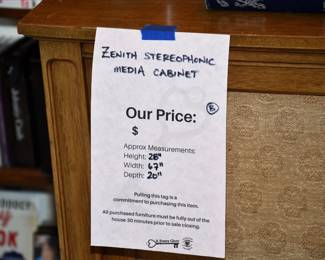 ZENITH STEREOPHONIC
MEDIA CABINET
B
Our Price:
$
Approx Measurements:
Height: 28"
Width: 67"
Depth: 20"
Pulling this tag is a
commitment to purchasing this item.
All purchased furniture must be fully out of the
house 30 minutes prior to sale closing.